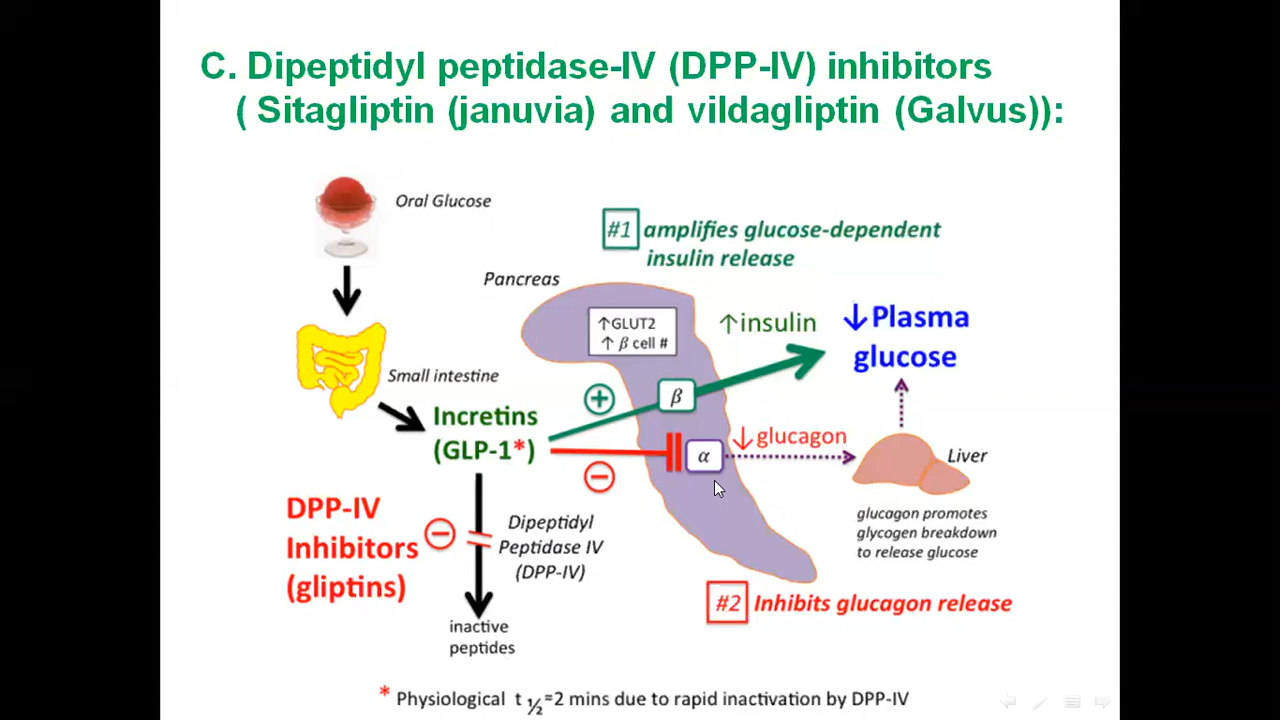 C. Dipeptidyl peptidase-IV (DPP-IV) inhibitors
( Sitagliptin (januvia) and vildagliptin (Galvus)):
Oral Glucose
#1 amplifies glucose-dependent
insulin release
Pancreas
↑GLUT2
↑ β cell #
↑insulin
↓ Plasma
glucose
Small intestine
Incretins
(GLP-1*)
+
β
−
α
↓ glucagon
Liver
glucagon promotes
glycogen breakdown
to release glucose
DPP-IV
Inhibitors
(gliptins)
−
Dipeptidyl
Peptidase IV
(DPP-IV)
#2 Inhibits glucagon release
inactive
peptides
* Physiological t ½=2 mins due to rapid inactivation by DPP-IV